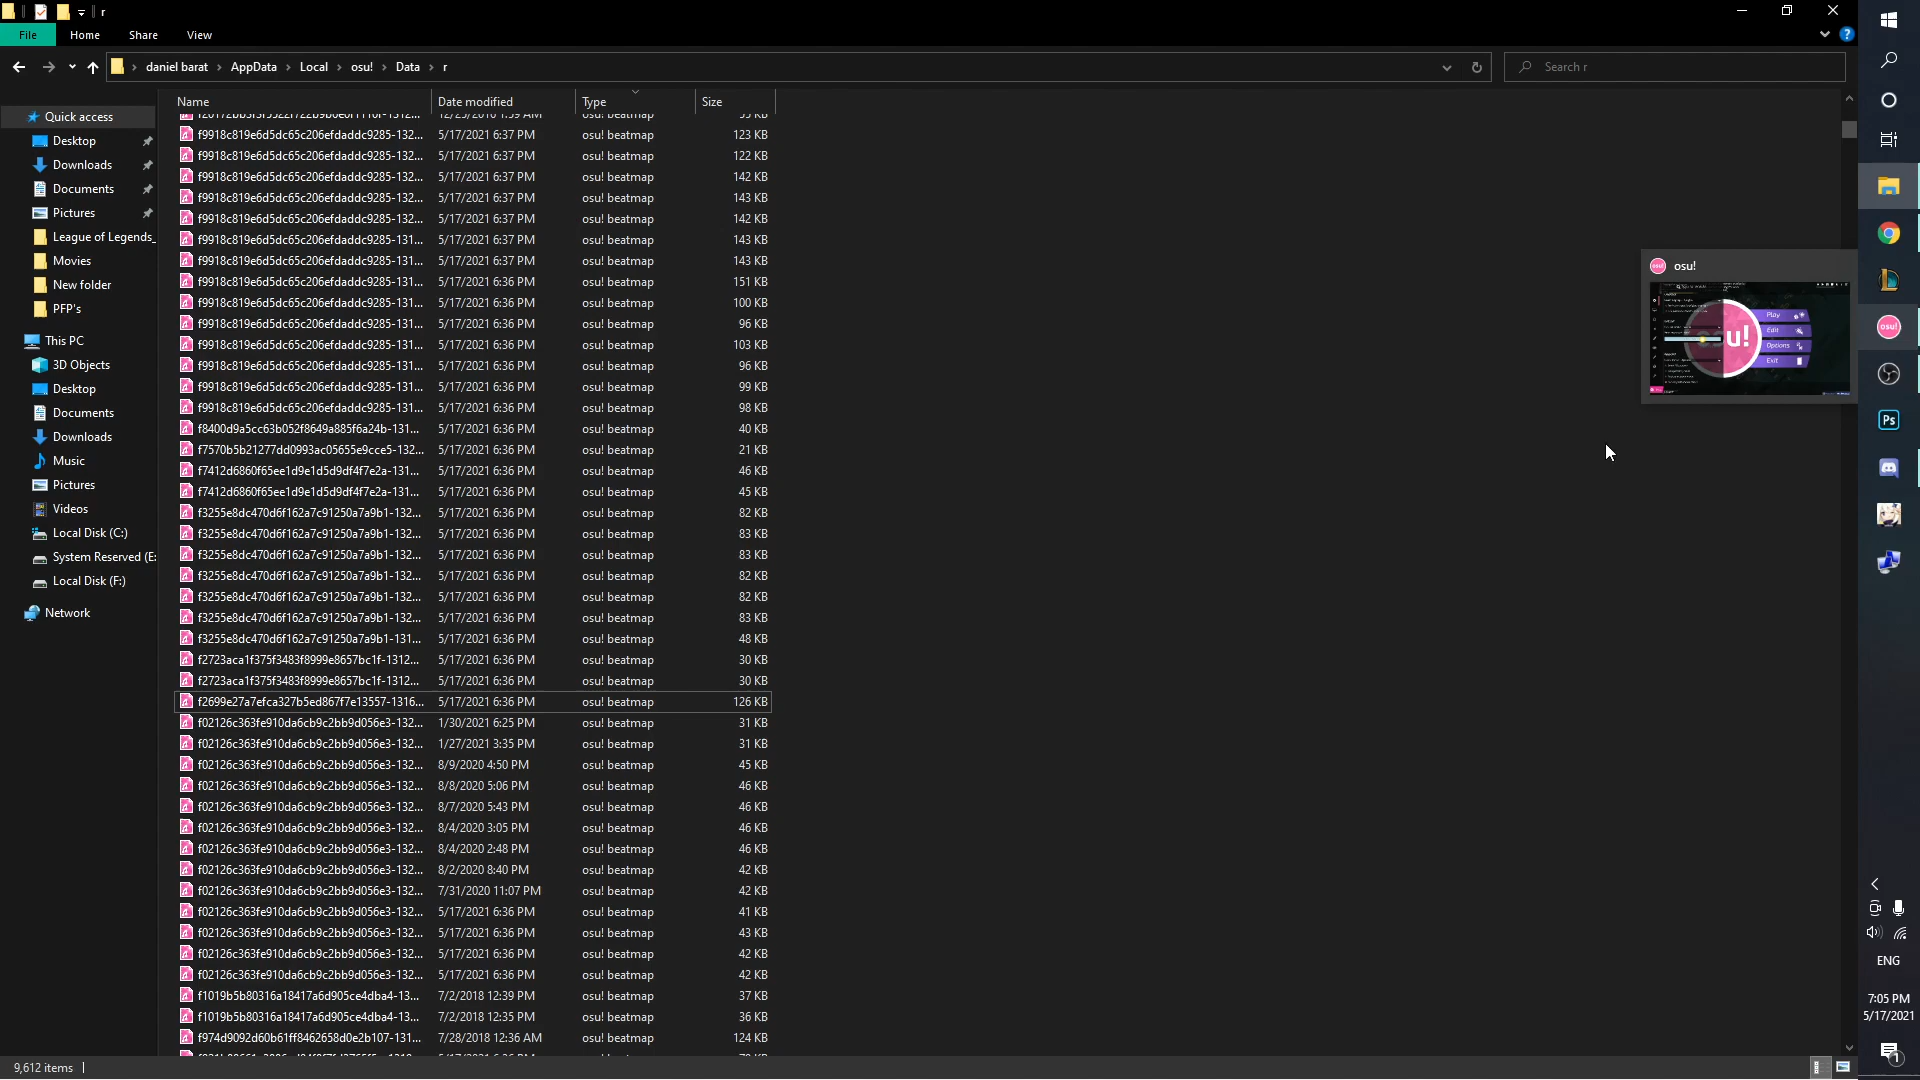 r
File Home Share View
daniel barat AppData Local osu! Data r
Search r
Name Date modified Type Size
f9918c819e6d5dc65c206efdaddc9285-132... 5/17/2021 6:37 PM osu! beatmap 123 KB
f9918c819e6d5dc65c206efdaddc9285-132... 5/17/2021 6:37 PM osu! beatmap 122 KB
f9918c819e6d5dc65c206efdaddc9285-132... 5/17/2021 6:37 PM osu! beatmap 142 KB
f9918c819e6d5dc65c206efdaddc9285-132... 5/17/2021 6:37 PM osu! beatmap 143 KB
f9918c819e6d5dc65c206efdaddc9285-132... 5/17/2021 6:37 PM osu! beatmap 142 KB
f9918c819e6d5dc65c206efdaddc9285-131... 5/17/2021 6:37 PM osu! beatmap 143 KB
f9918c819e6d5dc65c206efdaddc9285-131... 5/17/2021 6:37 PM osu! beatmap 143 KB
f9918c819e6d5dc65c206efdaddc9285-131... 5/17/2021 6:36 PM osu! beatmap 151 KB
f9918c819e6d5dc65c206efdaddc9285-131... 5/17/2021 6:36 PM osu! beatmap 100 KB
f9918c819e6d5dc65c206efdaddc9285-131... 5/17/2021 6:36 PM osu! beatmap 96 KB
f9918c819e6d5dc65c206efdaddc9285-131... 5/17/2021 6:36 PM osu! beatmap 103 KB
f9918c819e6d5dc65c206efdaddc9285-131... 5/17/2021 6:36 PM osu! beatmap 96 KB
f9918c819e6d5dc65c206efdaddc9285-131... 5/17/2021 6:36 PM osu! beatmap 99 KB
f9918c819e6d5dc65c206efdaddc9285-131... 5/17/2021 6:36 PM osu! beatmap 98 KB
f8400d9a5cc63b052f8649a885f6a24b-131... 5/17/2021 6:36 PM osu! beatmap 40 KB
f7570b5b21277dd0993ac05655e9cce5-132... 5/17/2021 6:36 PM osu! beatmap 21 KB
f7412d6860f65ee1d9e1d5d9df4f7e2a-131... 5/17/2021 6:36 PM osu! beatmap 46 KB
f7412d6860f65ee1d9e1d5d9df4f7e2a-131... 5/17/2021 6:36 PM osu! beatmap 45 KB
f3255e8dc470d6f162a7c91250a7a9b1-132... 5/17/2021 6:36 PM osu! beatmap 82 KB
f3255e8dc470d6f162a7c91250a7a9b1-132... 5/17/2021 6:36 PM osu! beatmap 83 KB
f3255e8dc470d6f162a7c91250a7a9b1-132... 5/17/2021 6:36 PM osu! beatmap 83 KB
f3255e8dc470d6f162a7c91250a7a9b1-132... 5/17/2021 6:36 PM osu! beatmap 82 KB
f3255e8dc470d6f162a7c91250a7a9b1-132... 5/17/2021 6:36 PM osu! beatmap 82 KB
f3255e8dc470d6f162a7c91250a7a9b1-132... 5/17/2021 6:36 PM osu! beatmap 83 KB
f3255e8dc470d6f162a7c91250a7a9b1-131... 5/17/2021 6:36 PM osu! beatmap 48 KB
f2723aca1f375f3483f8999e8657bc1f-1312... 5/17/2021 6:36 PM osu! beatmap 30 KB
f2723aca1f375f3483f8999e8657bc1f-1312... 5/17/2021 6:36 PM osu! beatmap 30 KB
f2699e27a7efca327b5ed867f7e13557-1316... 5/17/2021 6:36 PM osu! beatmap 126 KB
f02126c363fe910da6cb9c2bb9d056e3-132... 1/30/2021 6:25 PM osu! beatmap 31 KB
f02126c363fe910da6cb9c2bb9d056e3-132... 1/27/2021 3:35 PM osu! beatmap 31 KB
f02126c363fe910da6cb9c2bb9d056e3-132... 8/9/2020 4:50 PM osu! beatmap 45 KB
f02126c363fe910da6cb9c2bb9d056e3-132... 8/8/2020 5:06 PM osu! beatmap 46 KB
f02126c363fe910da6cb9c2bb9d056e3-132... 8/7/2020 5:43 PM osu! beatmap 46 KB
f02126c363fe910da6cb9c2bb9d056e3-132... 8/4/2020 3:05 PM osu! beatmap 46 KB
f02126c363fe910da6cb9c2bb9d056e3-132... 8/4/2020 2:48 PM osu! beatmap 46 KB
f02126c363fe910da6cb9c2bb9d056e3-132... 8/2/2020 8:40 PM osu! beatmap 42 KB
f02126c363fe910da6cb9c2bb9d056e3-132... 7/31/2020 11:07 PM osu! beatmap 42 KB
f02126c363fe910da6cb9c2bb9d056e3-132... 5/17/2021 6:36 PM osu! beatmap 41 KB
f02126c363fe910da6cb9c2bb9d056e3-132... 5/17/2021 6:36 PM osu! beatmap 43 KB
f02126c363fe910da6cb9c2bb9d056e3-132... 5/17/2021 6:36 PM osu! beatmap 42 KB
f02126c363fe910da6cb9c2bb9d056e3-132... 5/17/2021 6:36 PM osu! beatmap 42 KB
f1019b5b80316a18417a6d905ce4dba4-13... 7/2/2018 12:39 PM osu! beatmap 37 KB
f1019b5b80316a18417a6d905ce4dba4-13... 7/2/2018 12:35 PM osu! beatmap 36 KB
f974d9092d60b61ff8462658d0e2b107-131... 7/28/2018 12:36 AM osu! beatmap 124 KB
Quick access
Desktop
Downloads
Documents
Pictures
League of Legends_
Movies
New folder
PFP's
This PC
3D Objects
Desktop
Documents
Downloads
Music
Pictures
Videos
Local Disk (C:)
System Reserved (E:
Local Disk (F:)
Network
9,612 items
osu!
Play
Edit
Options
Exit
u!
osu!
Ps
ENG
7:05 PM
5/17/2021
1